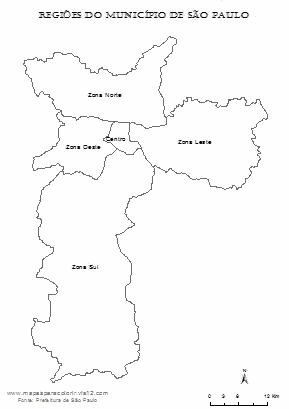 REGIÕES DO MUNICÍPIO DE SÃO PAULO
Zona Norte
Centro
Zona Oeste
Zona Leste
Zona Sul
www.mapasparacolorir.vila12.com
Fonte: Prefeitura de São Paulo
N
0 3 6 12 Km